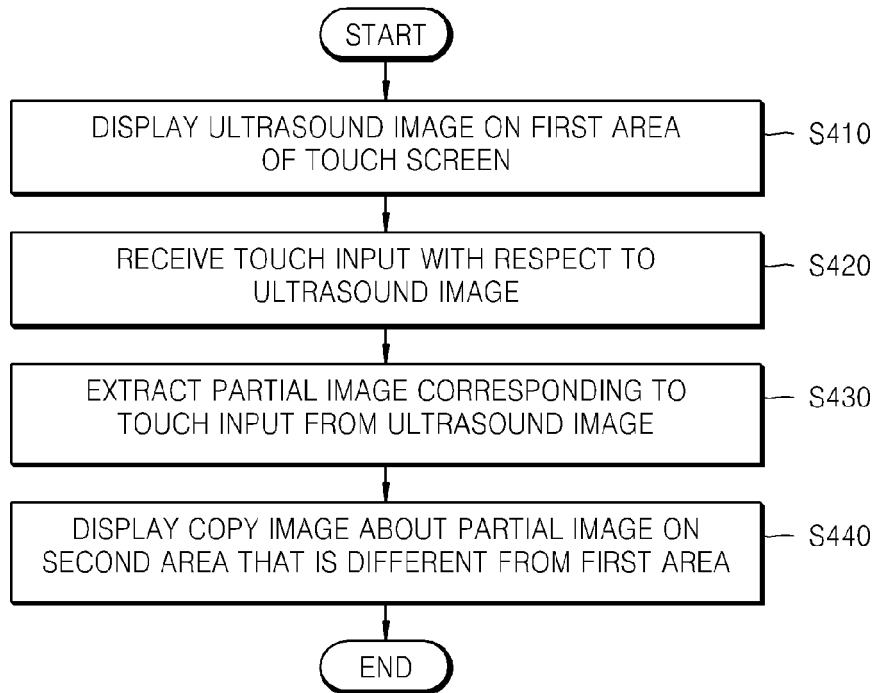 START
DISPLAY ULTRASOUND IMAGE ON FIRST AREA
OF TOUCH SCREEN
S410
RECEIVE TOUCH INPUT WITH RESPECT TO
ULTRASOUND IMAGE
S420
EXTRACT PARTIAL IMAGE CORRESPONDING TO
TOUCH INPUT FROM ULTRASOUND IMAGE
S430
DISPLAY COPY IMAGE ABOUT PARTIAL IMAGE ON
SECOND AREA THAT IS DIFFERENT FROM FIRST AREA
S440
END